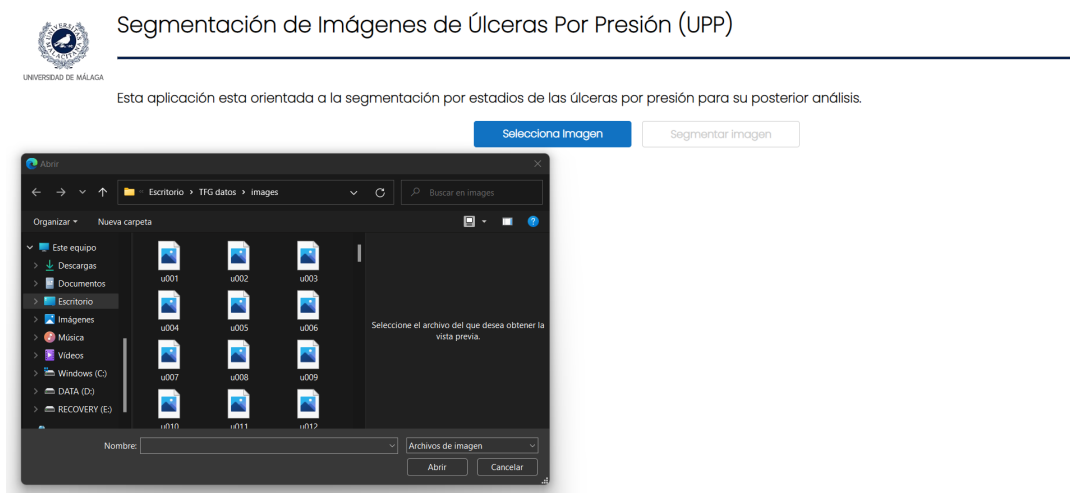 Segmentación de Imágenes de Úlceras Por Presión (UPP)
UNIVERSIDAD DE MÁLAGA
Esta aplicación esta orientada a la segmentación por estadios de las úlceras por presión para su posterior análisis.
Selecciona Imagen
Segmentar imagen
Abrir
Escritorio > TFG datos > images
Buscar en images
Organizar
Nueva carpeta
Este equipo
Descargas
Documentos
Escritorio
Imágenes
Música
Vídeos
Windows (C:)
DATA (D:)
RECOVERY (E:)
u001 u002 u003
u004 u005 u006
u007 u008 u009
u010 u011 u012
Seleccione el archivo del que desea obtener la
vista previa.
Nombre:
Archivos de imagen
Abrir
Cancelar